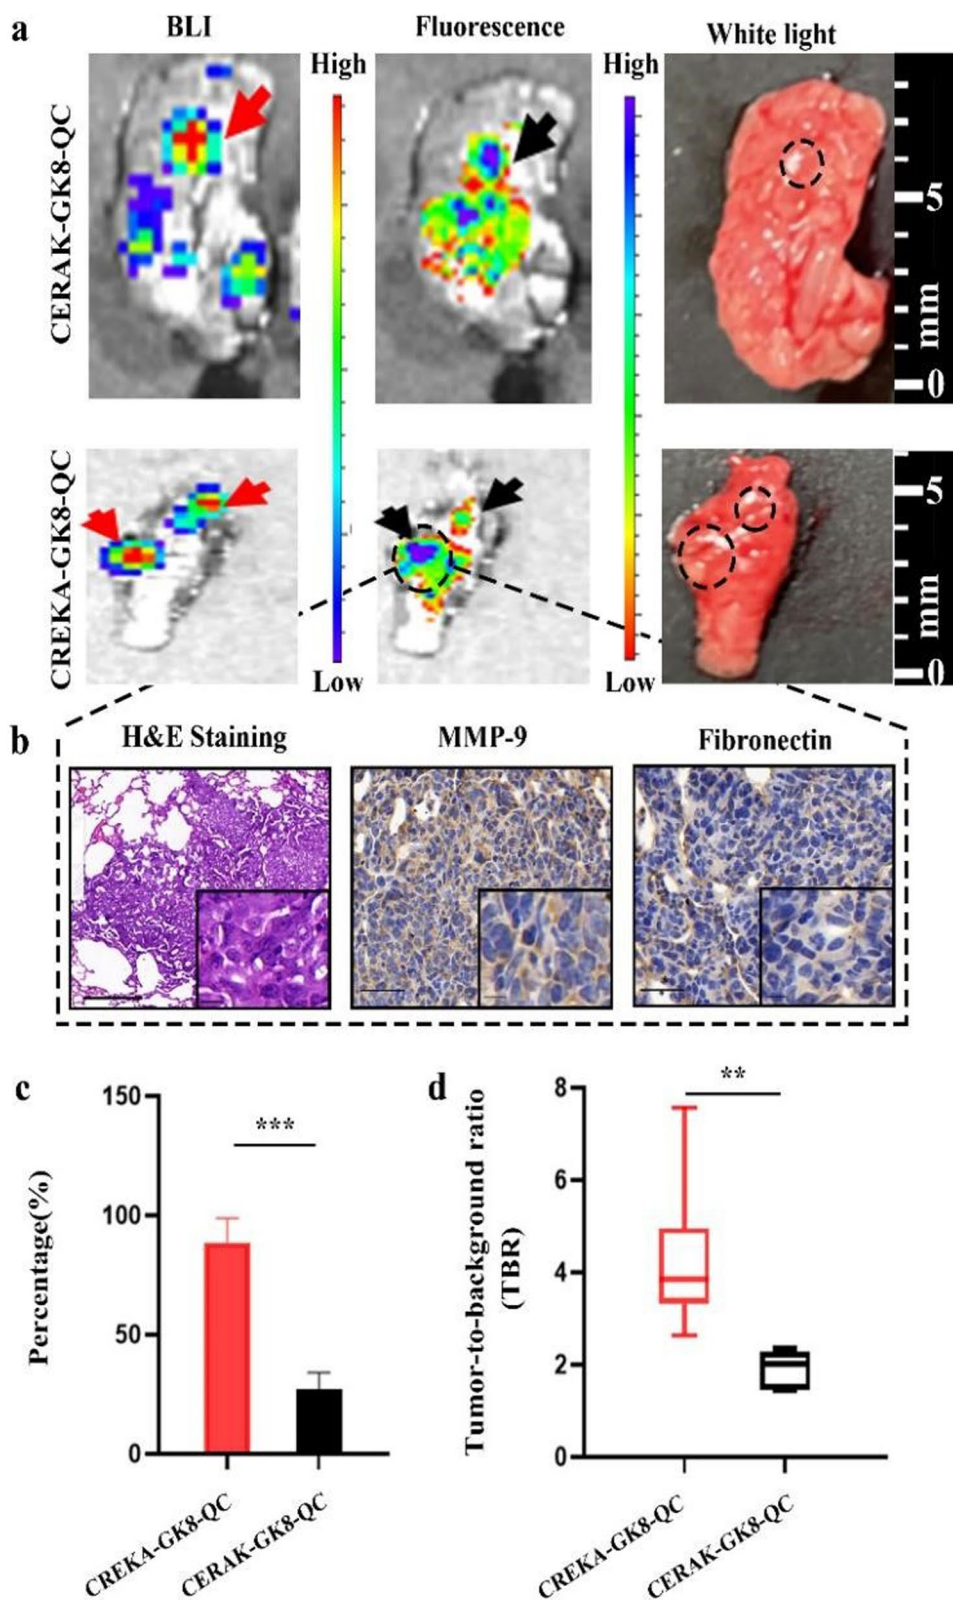 a
BLI
Fluorescence
White light
High
High
CERAK-GK8-QC
5
mm
0
CREKA-GK8-QC
5
mm
0
Low
Low
b
H&E Staining
MMP-9
Fibronectin
c
150
100
50
0
Percentage(%)
***
CREKA-GK8-QC
CERAK-GK8-QC
d
8
6
4
2
0
Tumor-to-background ratio
(TBR)
**
CREKA-GK8-QC
CERAK-GK8-QC